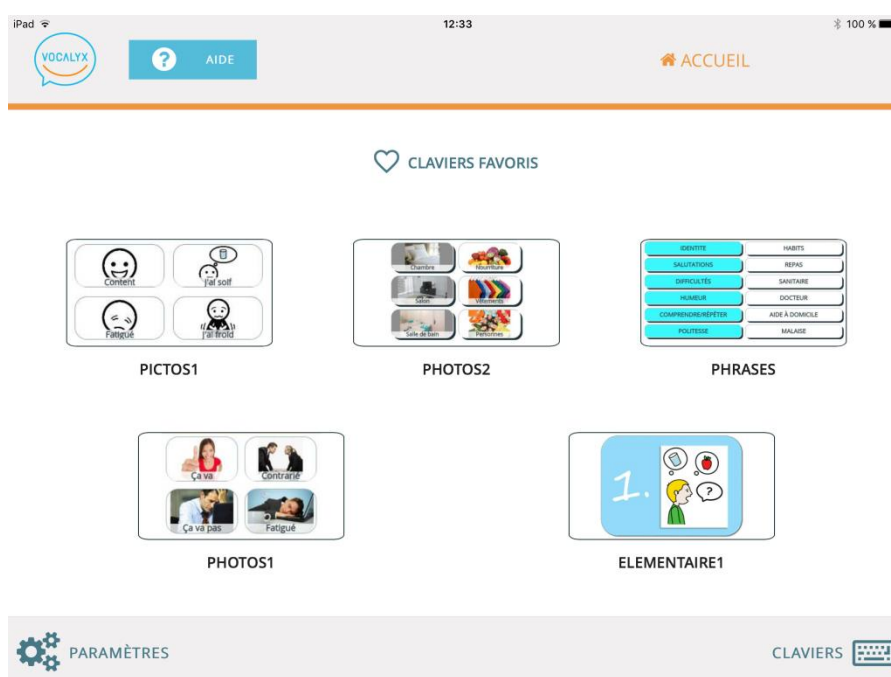 iPad 12:33 100 %
VOCALYX
? AIDE
ACCUEIL
CLAVIERS FAVORIS
Content J'ai soif
Fatigué J'ai froid
PICTOS1
Chambre Nourriture
Salon Vêtements
Salle de bain Personnes
PHOTOS2
IDENTITE HABITS
SALUTATIONS REPAS
DIFFICULTÉS SANITAIRE
HUMEUR DOCTEUR
COMPRENDRE/RÉPÉTER AIDE À DOMICILE
POLITESSE MALAISE
PHRASES
Ça va Contrarié
Ça va pas Fatigué
PHOTOS1
1. ?
ELEMENTAIRE1
PARAMÈTRES
CLAVIERS